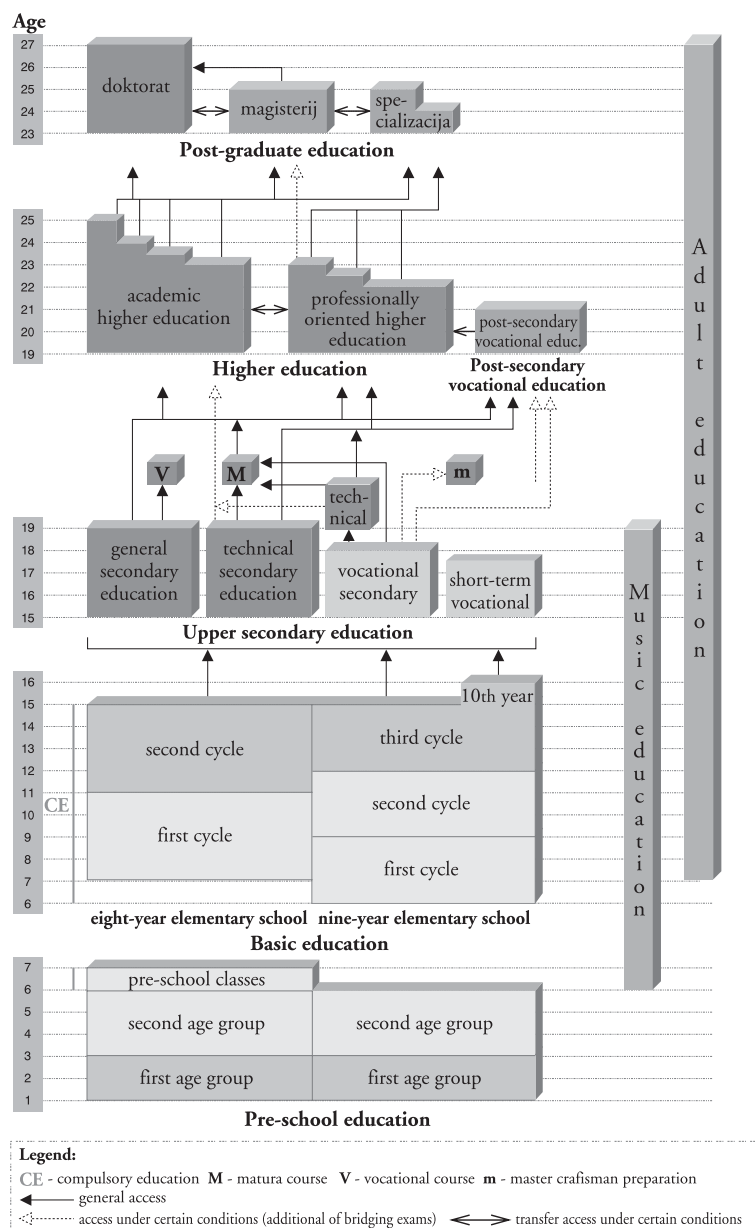 Age
27
26
25
24
23
doktorat
magisterij
spe-
cializacija
Post-graduate education
25
24
23
22
21
20
19
academic
higher education
professionally
oriented higher
education
post-secondary
vocational educ.
Higher education
Post-secondary
vocational education
V
M
m
tech-
nical
19
18
17
16
15
general
secondary
education
technical
secondary
education
vocational
secondary
short-term
vocational
Upper secondary education
16
15
14
13
12
11
10
9
8
7
6
CE
10th year
second cycle
first cycle
third cycle
second cycle
first cycle
eight-year elementary school
nine-year elementary school
Basic education
7
6
5
4
3
2
1
pre-school classes
second age group
first age group
second age group
first age group
Pre-school education
Music education
Adult education
Legend:
CE - compulsory education M - matura course V - vocational course m - master crafisman preparation
general access
access under certain conditions (additional of bridging exams)
transfer access under certain conditions